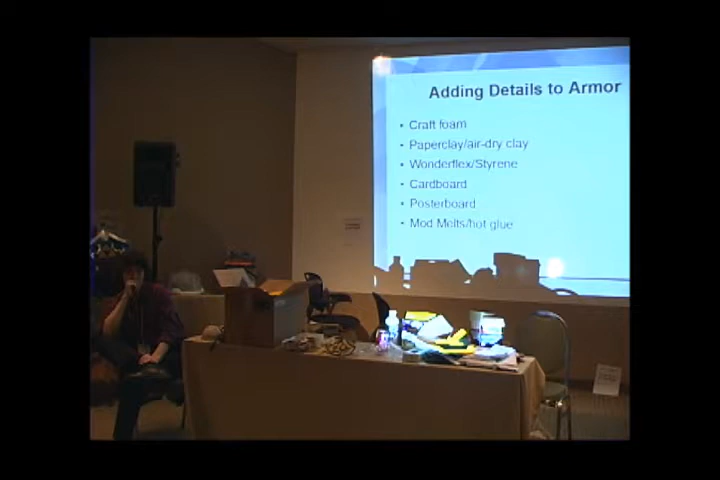 Adding Details to Armor
• Craft foam
• Paperclay/air-dry clay
• Wonderflex/Styrene
• Cardboard
• Posterboard
• Mod Melts/hot glue